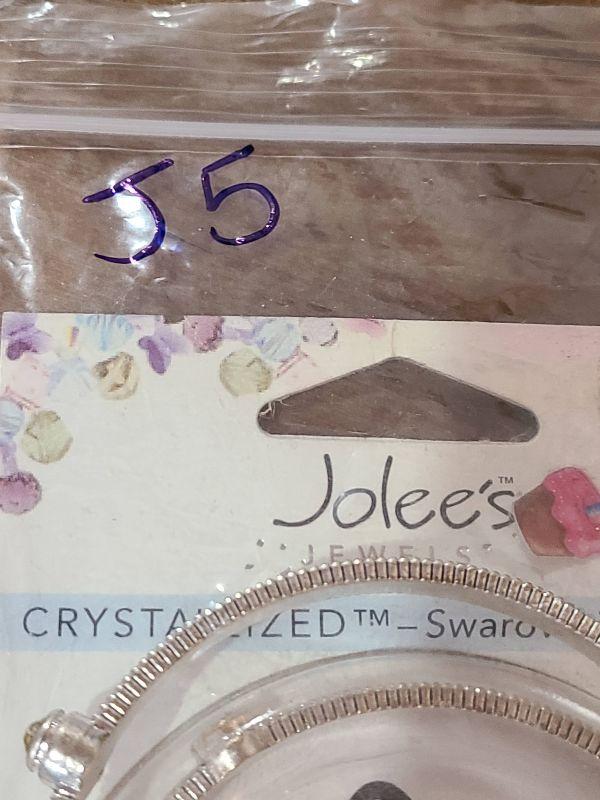 J5
Jolee's™
JEWELS
CRYSTALLIZED™ – Swarov